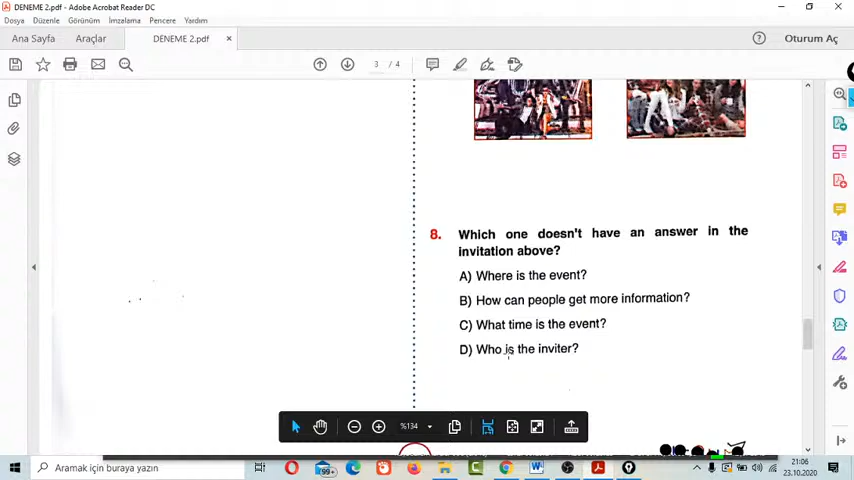 DENEME 2.pdf - Adobe Acrobat Reader DC
Dosya Düzenle Görünüm İmzalama Pencere Yardım
Ana Sayfa Araçlar DENEME 2.pdf × Oturum Aç
3 / 4
8. Which one doesn't have an answer in the
invitation above?
A) Where is the event?
B) How can people get more information?
C) What time is the event?
D) Who is the inviter?
%134
Aramak için buraya yazın
99+
21:06
23.10.2020